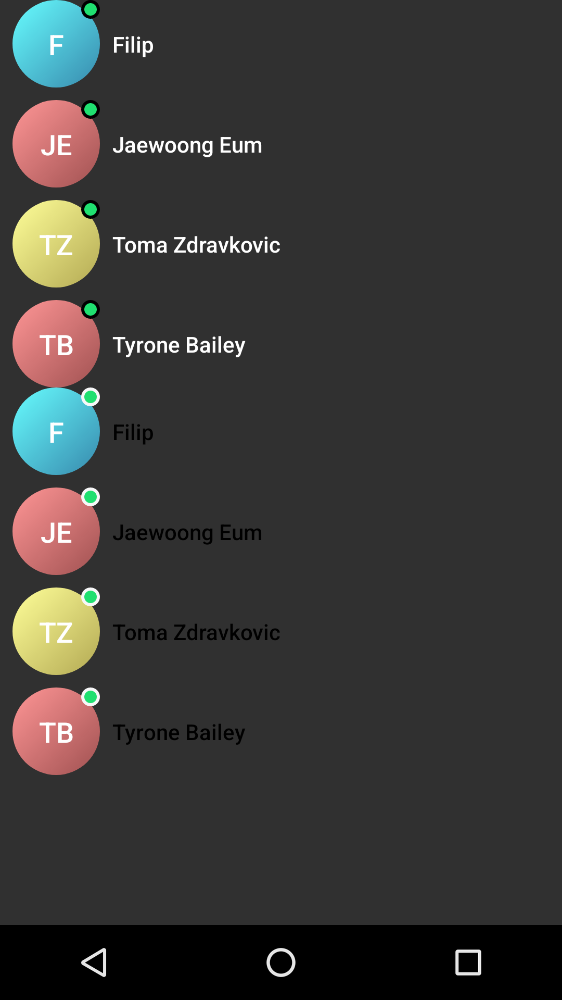 F
Filip
JE
Jaewoong Eum
TZ
Toma Zdravkovic
TB
Tyrone Bailey
F
Filip
JE
Jaewoong Eum
TZ
Toma Zdravkovic
TB
Tyrone Bailey